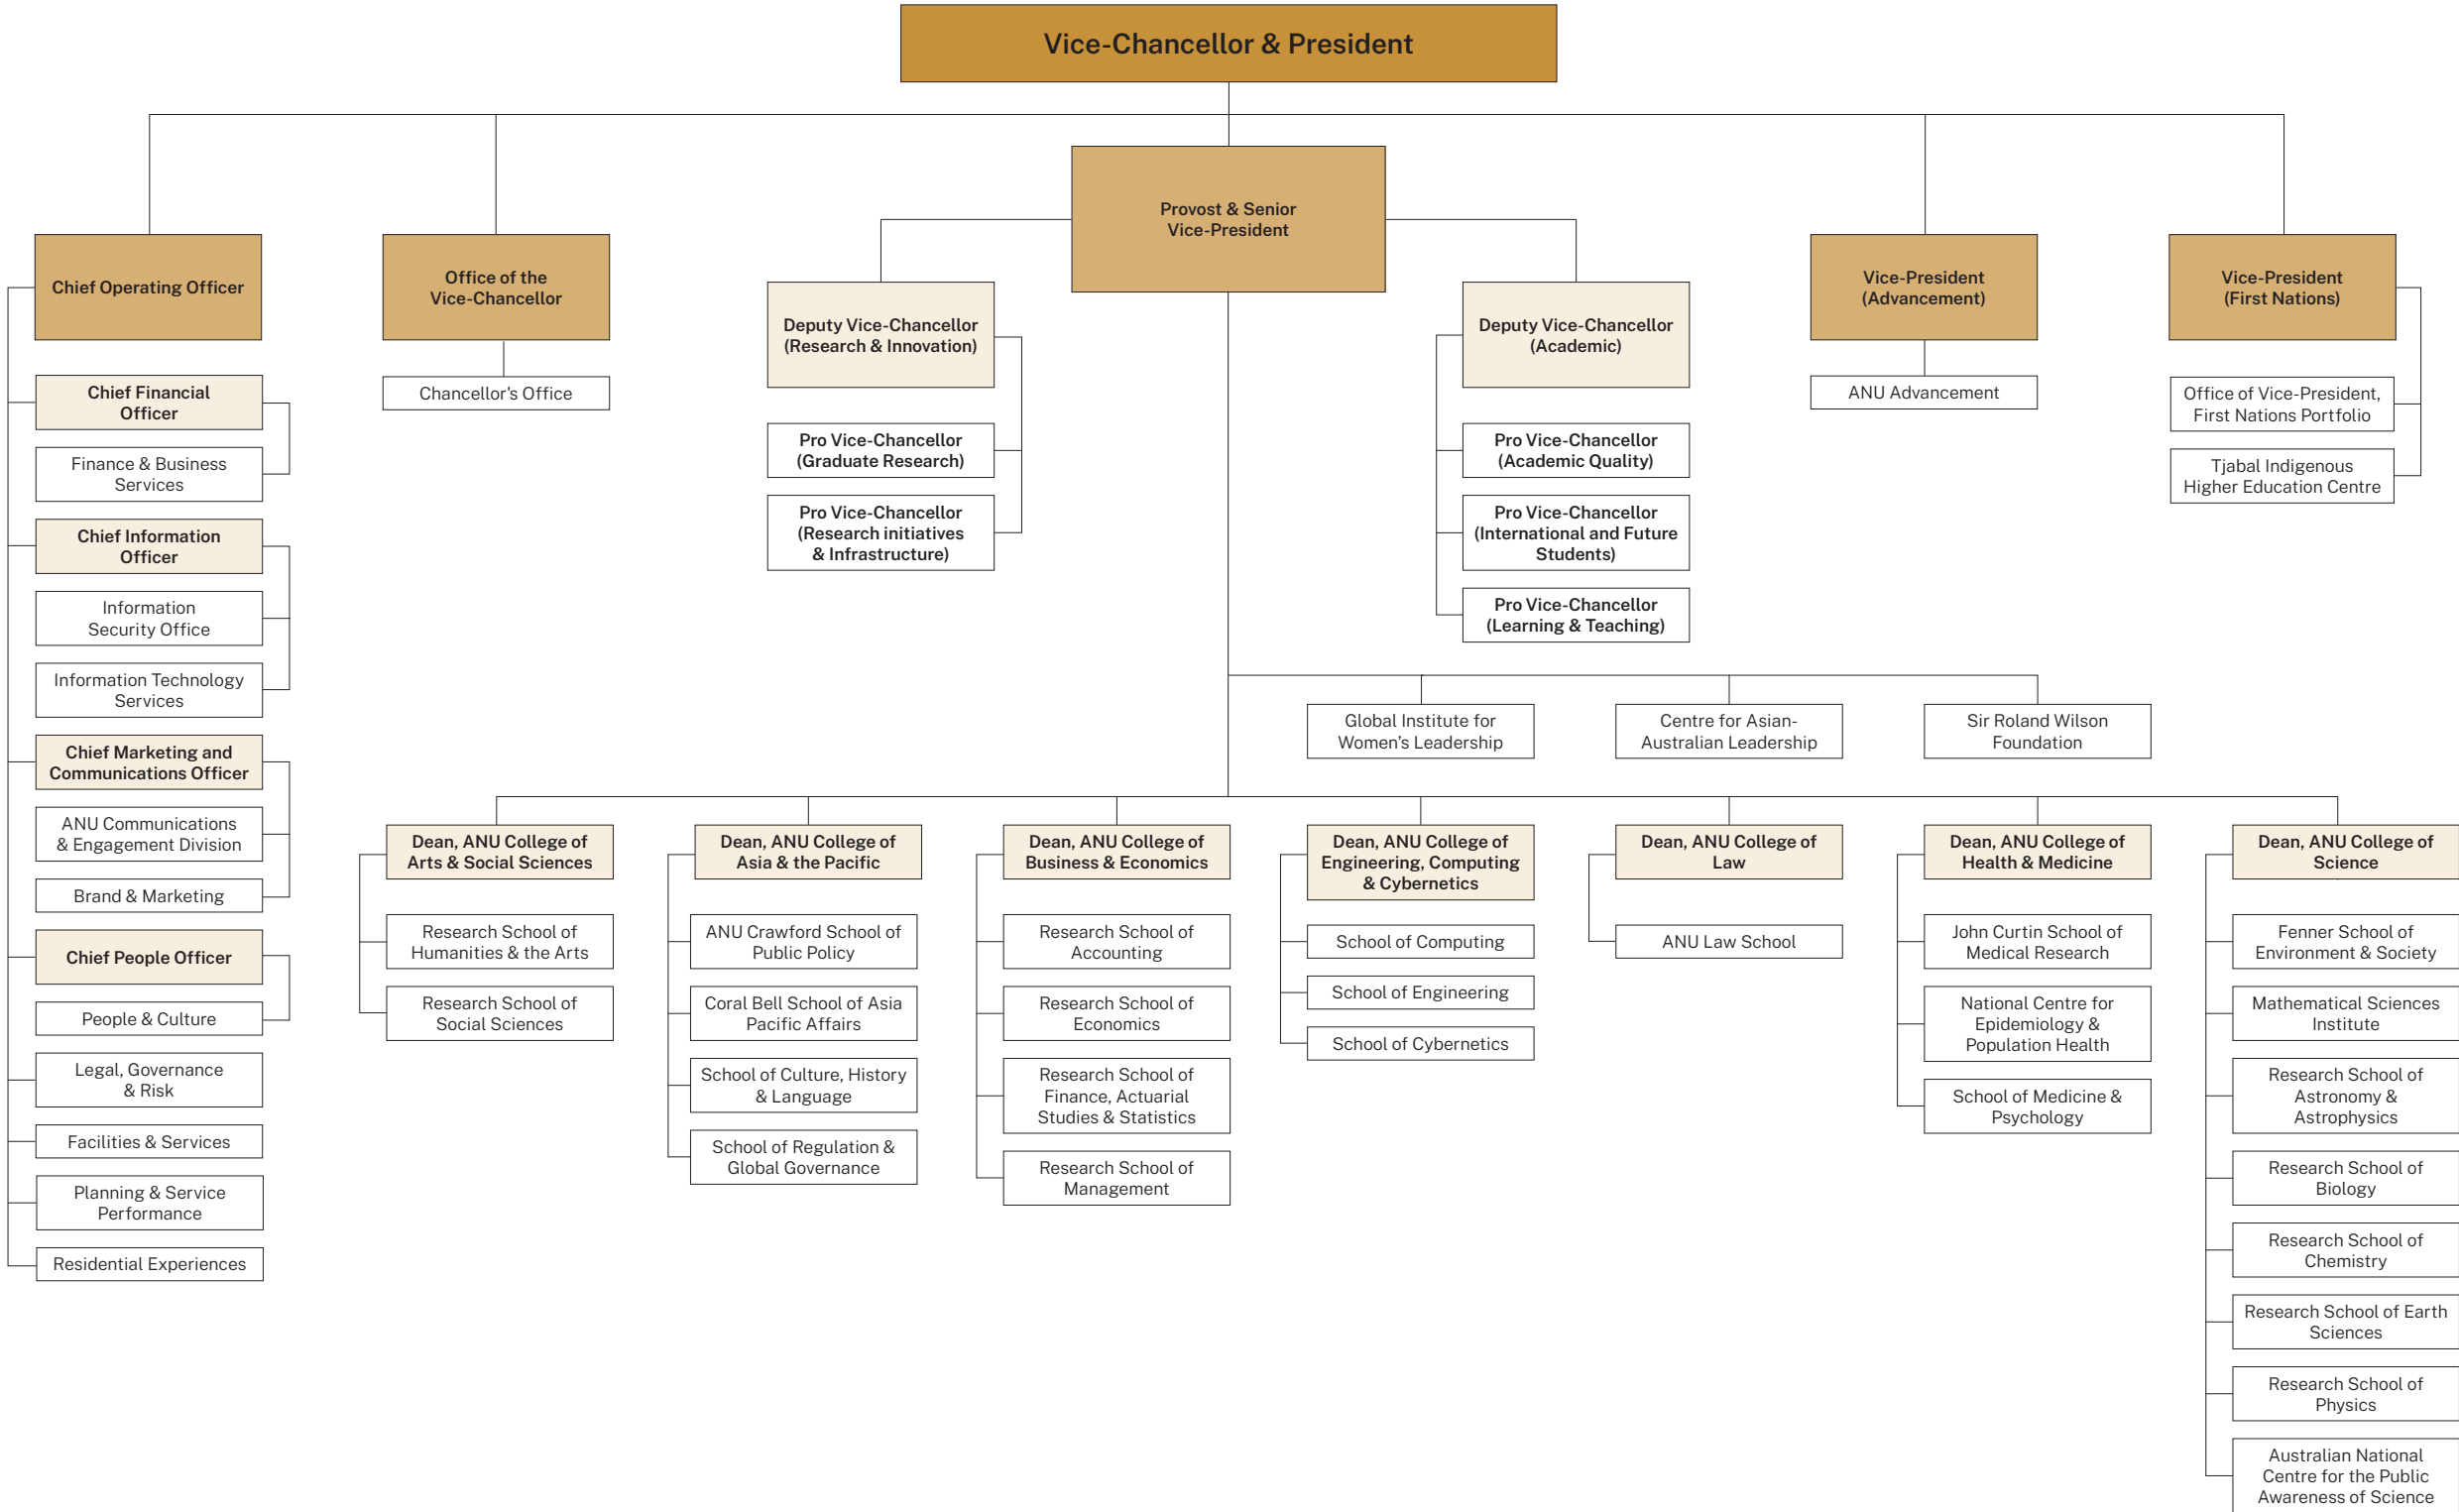 Vice-Chancellor & President
Provost & Senior
Vice-President
Chief Operating Officer
Office of the
Vice-Chancellor
Vice-President
(Advancement)
Vice-President
(First Nations)
Chancellor's Office
ANU Advancement
Office of Vice-President,
First Nations Portfolio
Tjabal Indigenous
Higher Education Centre
Deputy Vice-Chancellor
(Research & Innovation)
Pro Vice-Chancellor
(Graduate Research)
Pro Vice-Chancellor
(Research initiatives
& Infrastructure)
Deputy Vice-Chancellor
(Academic)
Pro Vice-Chancellor
(Academic Quality)
Pro Vice-Chancellor
(International and Future
Students)
Pro Vice-Chancellor
(Learning & Teaching)
Chief Financial
Officer
Finance & Business
Services
Chief Information
Officer
Information
Security Office
Information Technology
Services
Chief Marketing and
Communications Officer
ANU Communications
& Engagement Division
Brand & Marketing
Chief People Officer
People & Culture
Legal, Governance
& Risk
Facilities & Services
Planning & Service
Performance
Residential Experiences
Global Institute for
Women’s Leadership
Centre for Asian-
Australian Leadership
Sir Roland Wilson
Foundation
Dean, ANU College of
Arts & Social Sciences
Research School of
Humanities & the Arts
Research School of
Social Sciences
Dean, ANU College of
Asia & the Pacific
ANU Crawford School of
Public Policy
Coral Bell School of Asia
Pacific Affairs
School of Culture, History
& Language
School of Regulation &
Global Governance
Dean, ANU College of
Business & Economics
Research School of
Accounting
Research School of
Economics
Research School of
Finance, Actuarial
Studies & Statistics
Research School of
Management
Dean, ANU College of
Engineering, Computing
& Cybernetics
School of Computing
School of Engineering
School of Cybernetics
Dean, ANU College of
Law
ANU Law School
Dean, ANU College of
Health & Medicine
John Curtin School of
Medical Research
National Centre for
Epidemiology &
Population Health
School of Medicine &
Psychology
Dean, ANU College of
Science
Fenner School of
Environment & Society
Mathematical Sciences
Institute
Research School of
Astronomy &
Astrophysics
Research School of
Biology
Research School of
Chemistry
Research School of Earth
Sciences
Research School of
Physics
Australian National
Centre for the Public
Awareness of Science